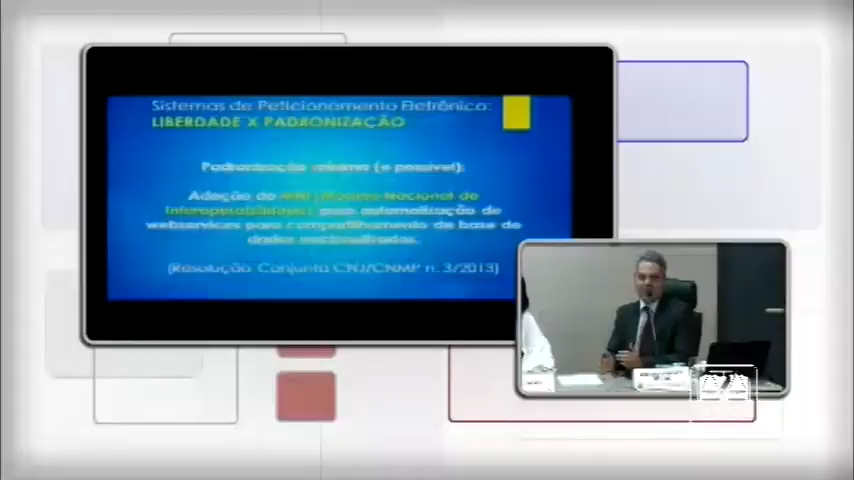 Sistemas de Peticionamento Eletrônico:
LIBERDADE X PADRONIZAÇÃO
Padronização mínima (e possível):
Adoção do MNI (Modelo Nacional de
Interoperabilidade) para automatização de
webservices para compartilhamento de base de
dados nacionalizadas.
(Resolução Conjunta CNJ/CNMP n. 3/2013)